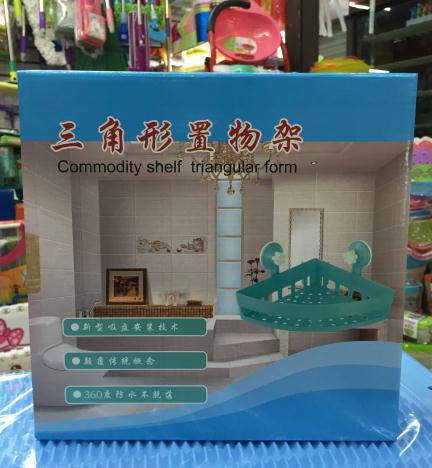 三角形置物架
Commodity shelf triangular form
新型吸盘安装技术
颠覆传统概念
360度防水不脱落